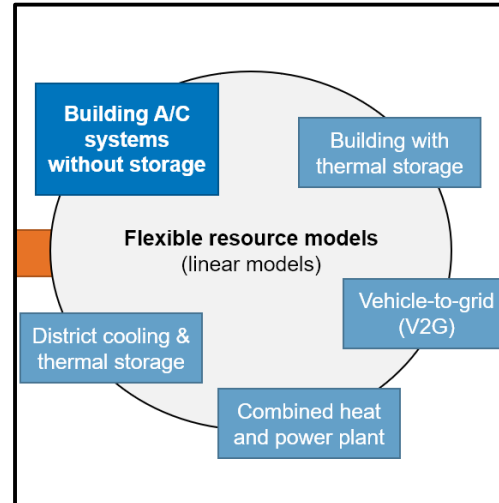 Building A/C
systems
without storage
Building with
thermal storage
Flexible resource models
(linear models)
Vehicle-to-grid
(V2G)
District cooling &
thermal storage
Combined heat
and power plant